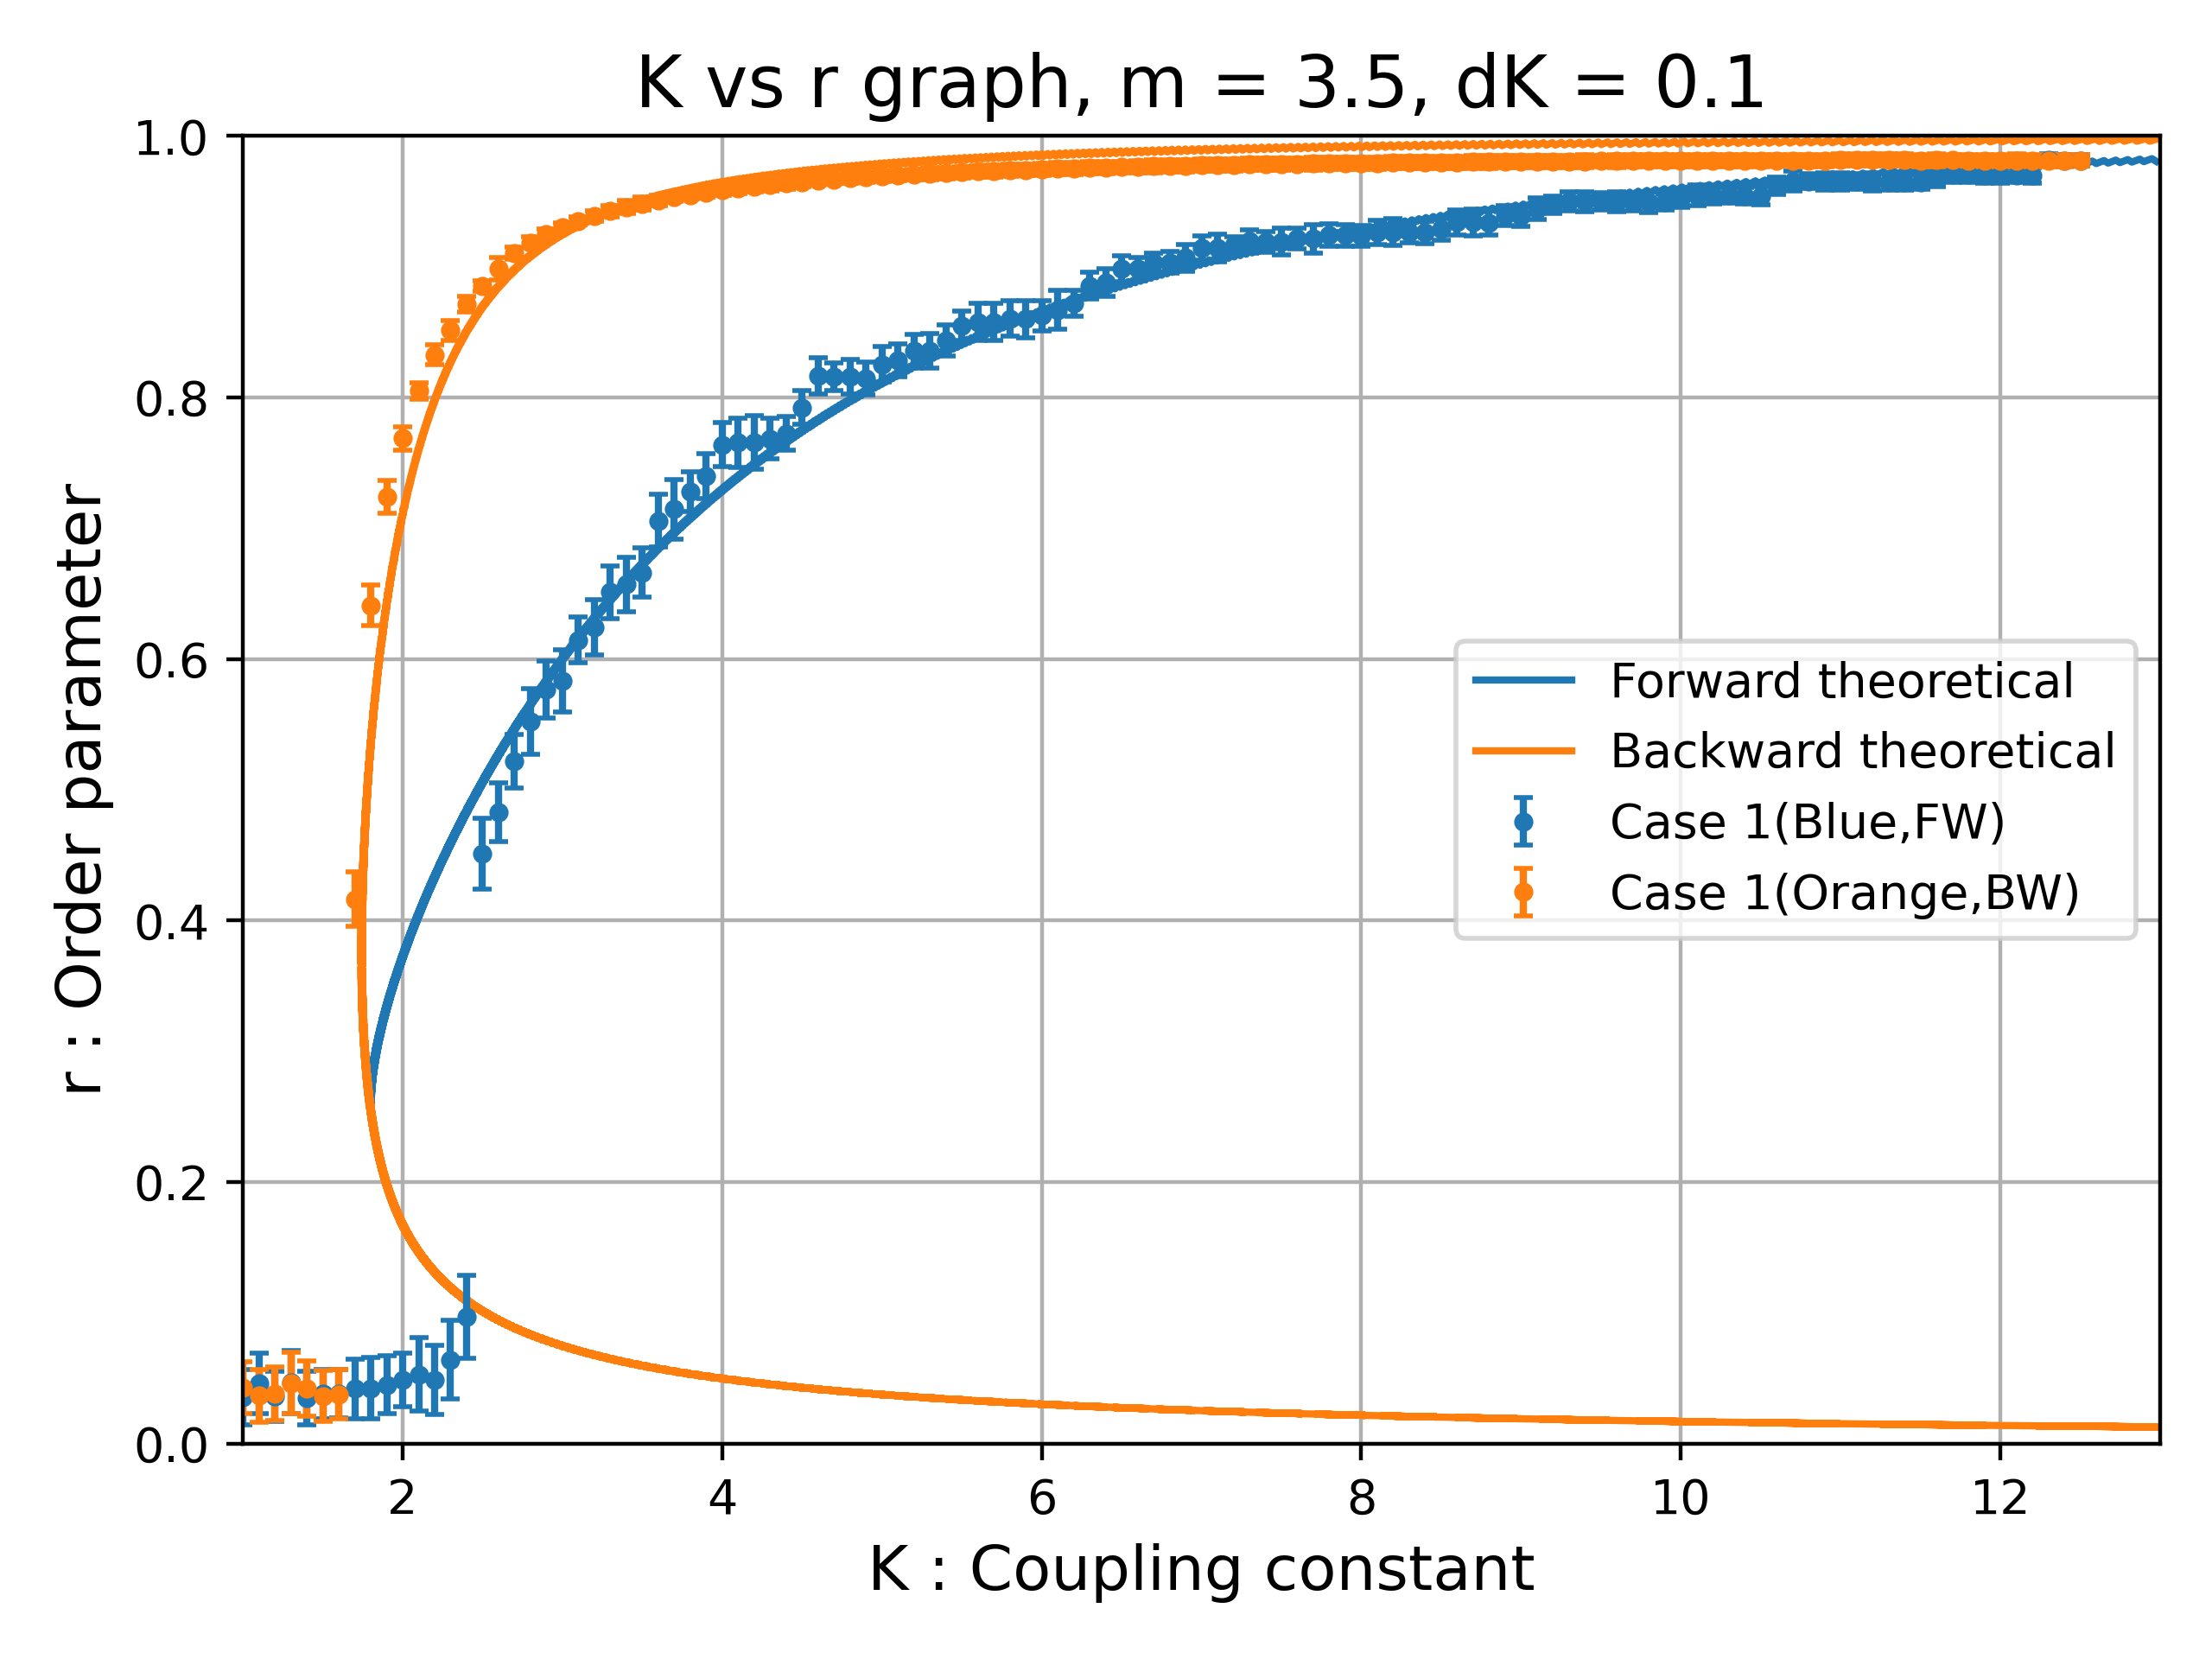 K vs r graph, m = 3.5, dK = 0.1
1.0
0.8
0.6
0.4
0.2
0.0
r : Order parameter
Forward theoretical
Backward theoretical
Case 1(Blue,FW)
Case 1(Orange,BW)
2 4 6 8 10 12
K : Coupling constant